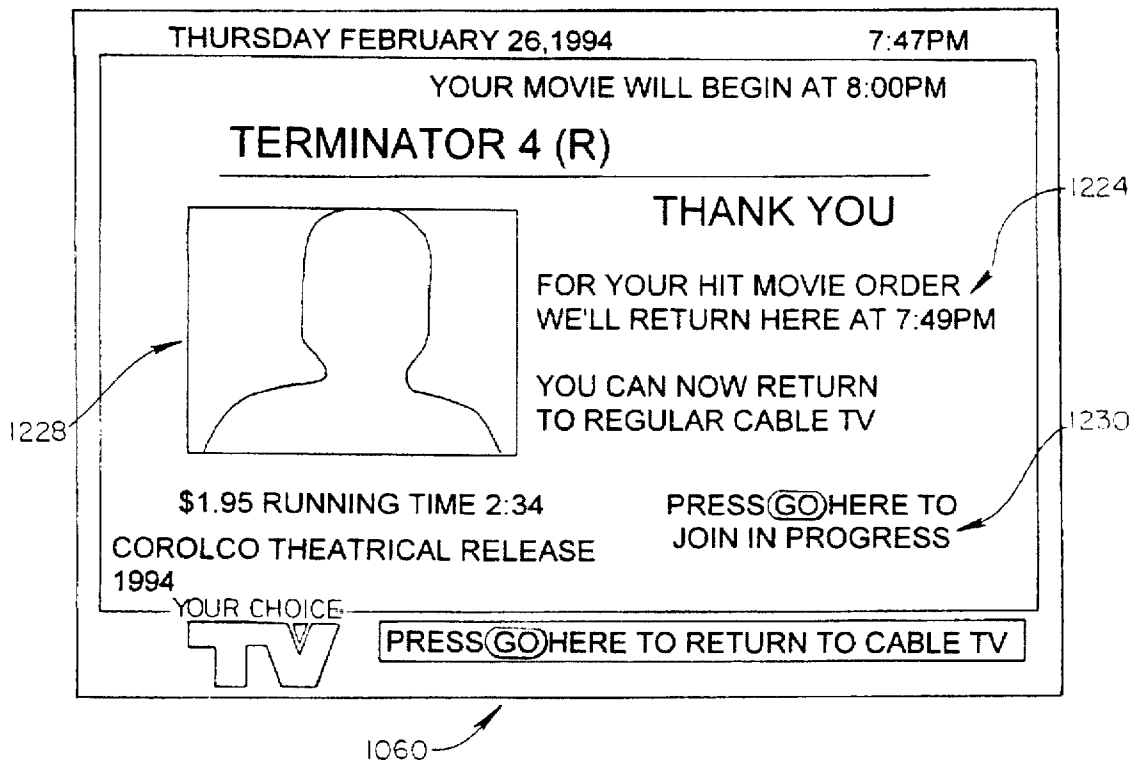 THURSDAY FEBRUARY 26,1994 7:47PM
YOUR MOVIE WILL BEGIN AT 8:00PM
TERMINATOR 4 (R)
1224
THANK YOU
FOR YOUR HIT MOVIE ORDER
WE'LL RETURN HERE AT 7:49PM
YOU CAN NOW RETURN
TO REGULAR CABLE TV
1228
1230
$1.95 RUNNING TIME 2:34
PRESS GO HERE TO
JOIN IN PROGRESS
COROLCO THEATRICAL RELEASE
1994
YOUR CHOICE
TV
PRESS GO HERE TO RETURN TO CABLE TV
1060